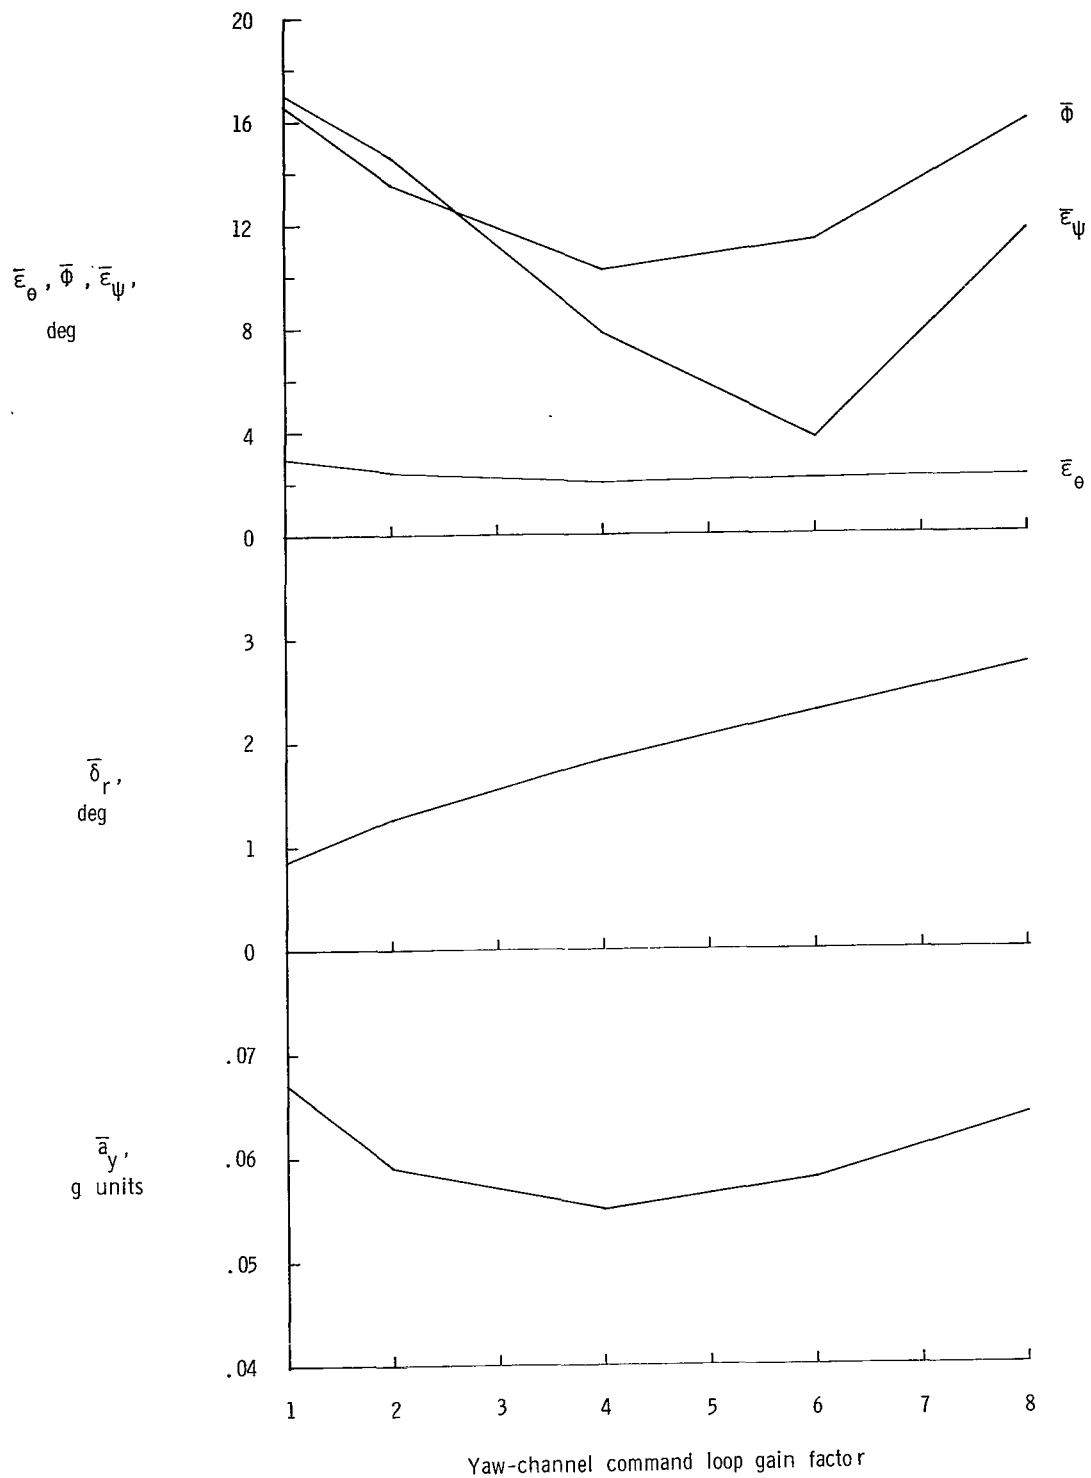 20
16
12
8
4
0
ε̄θ, Φ̄, ε̄ψ,
deg
Φ̄
ε̄ψ
ε̄θ
3
2
1
0
δ̄r,
deg
.07
.06
.05
.04
āy,
g units
1 2 3 4 5 6 7 8
Yaw-channel command loop gain factor